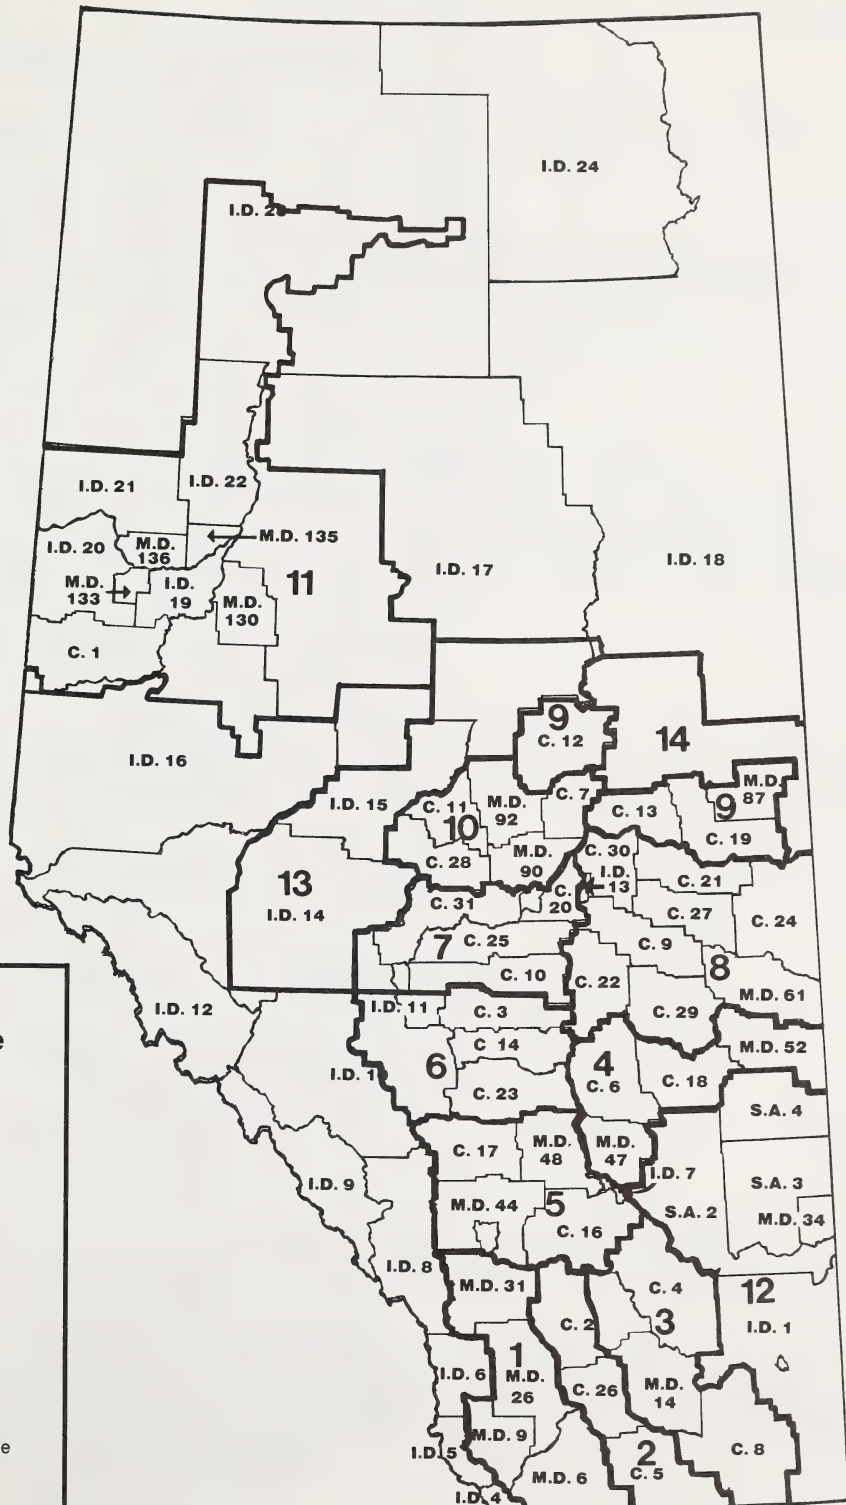 I.D. 24
I.D. 23
I.D. 21
I.D. 22
I.D. 20
M.D.
136
M.D. 135
M.D.
133
I.D.
19
M.D.
130
11
I.D. 17
I.D. 18
C. 1
9
C. 12
14
I.D. 16
I.D. 15
C. 11
10
M.D.
92
C. 7
C. 13
9
M.D.
87
C. 19
C. 28
M.D.
90
C. 30
I.D.
13
C. 21
13
I.D. 14
C. 31
C.
20
C. 27
C. 24
7
C. 25
C. 9
8
C. 10
C. 22
M.D. 61
I.D. 12
I.D. 11
C. 3
C. 29
C 14
M.D. 52
6
4
C. 6
C. 18
I.D. 10
C. 23
S.A. 4
C. 17
M.D.
48
M.D.
47
I.D. 7
I.D. 9
S.A. 3
M.D. 44
5
S.A. 2
M.D. 34
C. 16
I.D. 8
M.D. 31
C. 4
12
C. 2
3
I.D. 1
1
M.D.
26
I.D. 6
C. 26
M.D.
14
M.D. 9
I.D. 5
2
C. 5
C. 8
M.D. 6
I.D. 4
e
e